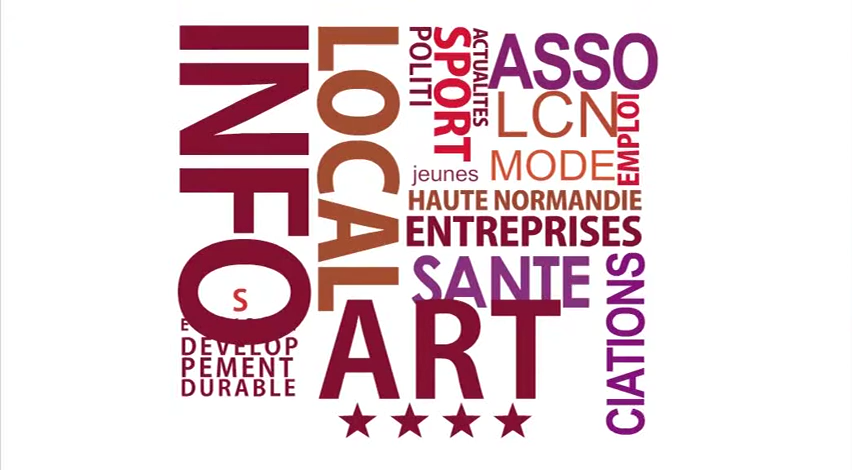 INFO
LOCAL
POLITI
SPORT
ACTUALITES
ASSO
LCN
EMPLOI
MODE
jeunes
HAUTE NORMANDIE
ENTREPRISES
SANTE
CIATIONS
ART
S
DEVELOP
PEMENT
DURABLE